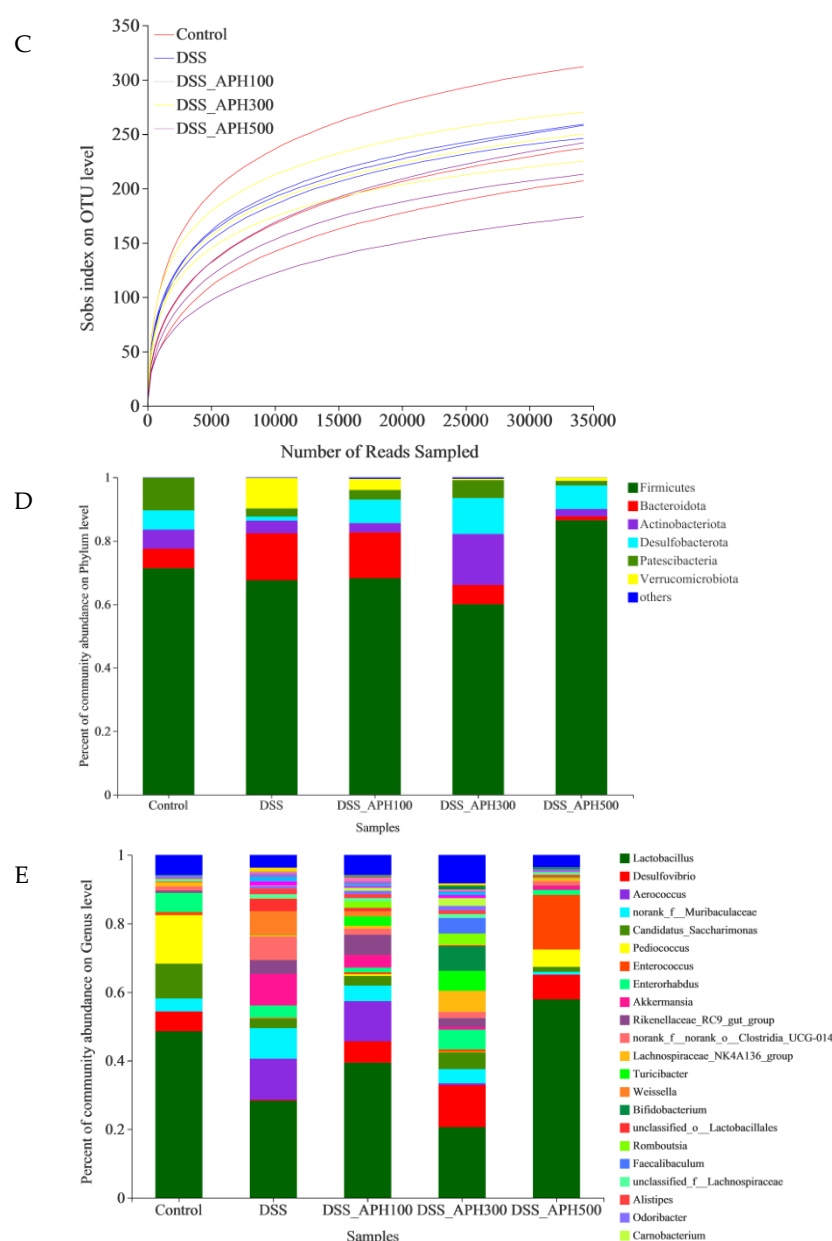 C
350
300
250
200
150
100
50
0
Sobs index on OTU level
Control
DSS
DSS_APH100
DSS_APH300
DSS_APH500
0 5000 10000 15000 20000 25000 30000 35000
Number of Reads Sampled
D
1
0.8
0.6
0.4
0.2
0
Percent of community abundance on Phylum level
Control DSS DSS_APH100 DSS_APH300 DSS_APH500
Samples
Firmicutes
Bacteroidota
Actinobacteriota
Desulfobacterota
Patescibacteria
Verrucomicrobiota
others
E
1
0.8
0.6
0.4
0.2
0
Percent of community abundance on Genus level
Control DSS DSS_APH100 DSS_APH300 DSS_APH500
Samples
Lactobacillus
Desulfovibrio
Aerococcus
norank_f__Muribaculaceae
Candidatus_Saccharimonas
Pediococcus
Enterococcus
Enterorhabdus
Akkermansia
Rikenellaceae_RC9_gut_group
norank_f__norank_o__Clostridia_UCG-014
Lachnospiraceae_NK4A136_group
Turicibacter
Weissella
Bifidobacterium
unclassified_o__Lactobacillales
Romboutsia
Faecalibaculum
unclassified_f__Lachnospiraceae
Alistipes
Odoribacter
Carnobacterium